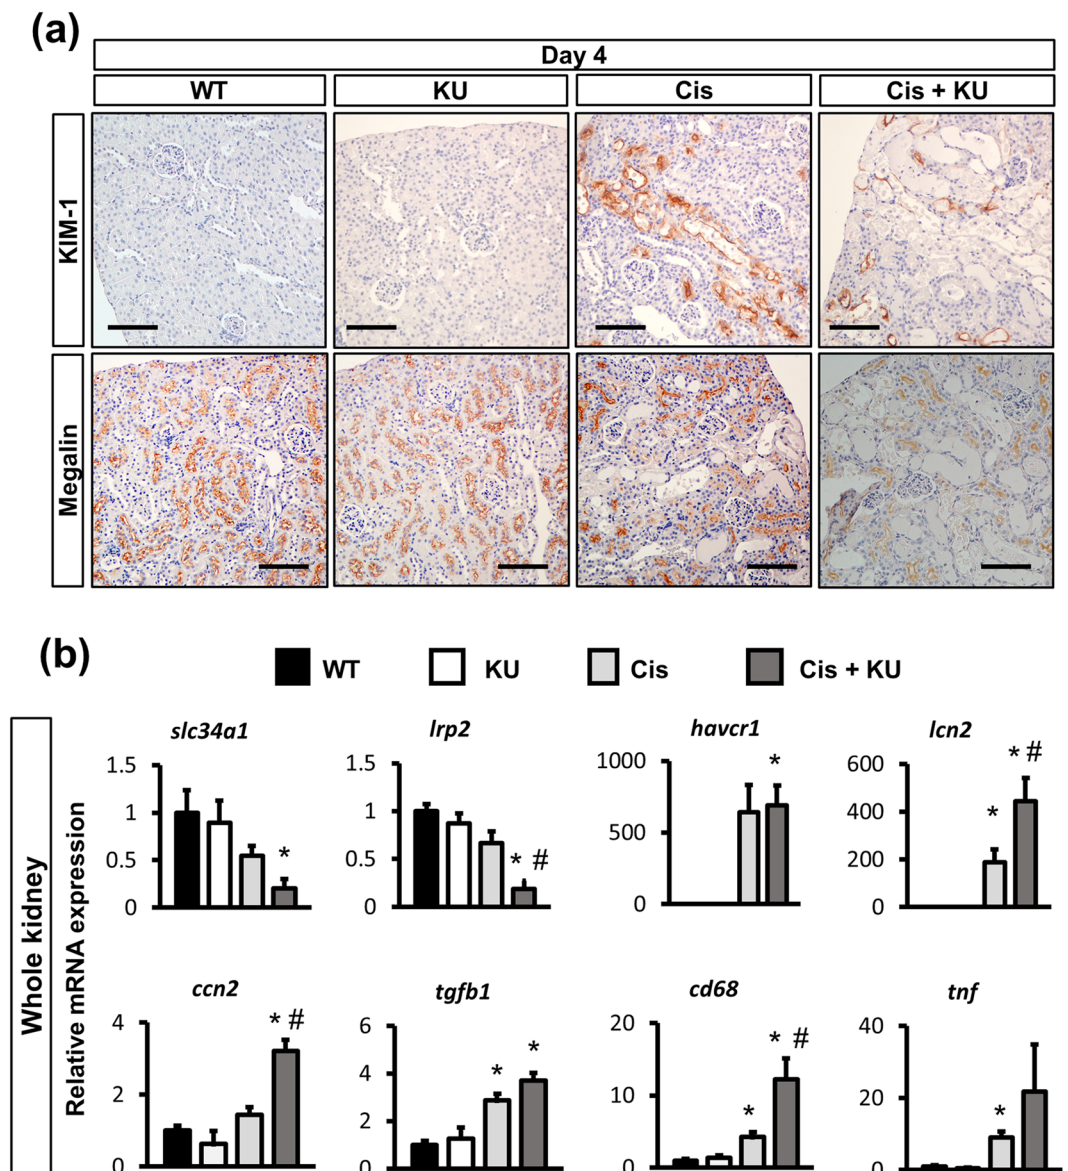 (a)
Day 4
WT KU Cis Cis + KU
KIM-1
Megalin
(b)
WT KU Cis Cis + KU
Whole kidney
Relative mRNA expression
slc34a1 lrp2 havcr1 lcn2
1.5 1.5 1000 600
1 1 500 400
0.5 0.5 0 200
0 0 0
* * # * * * #
ccn2 tgfb1 cd68 tnf
4 6 20 40
2 4 10 20
0 2 0 0
0
* # * * * * # *